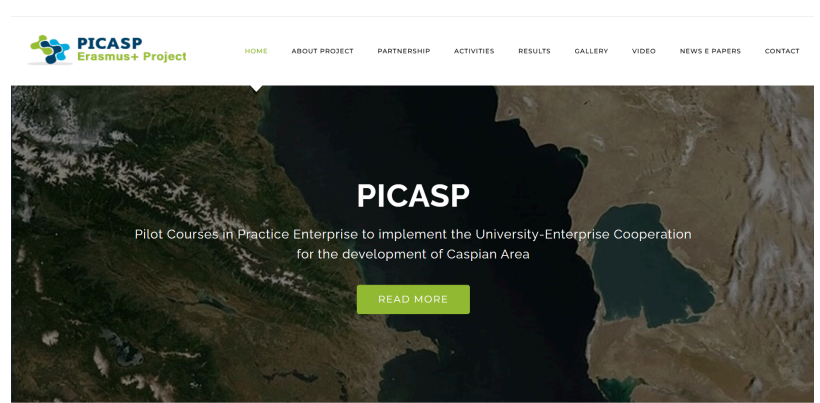 PICASP
Erasmus+ Project
HOME ABOUT PROJECT PARTNERSHIP ACTIVITIES RESULTS GALLERY VIDEO NEWS E PAPERS CONTACT
PICASP
Pilot Courses in Practice Enterprise to implement the University-Enterprise Cooperation
for the development of Caspian Area
READ MORE